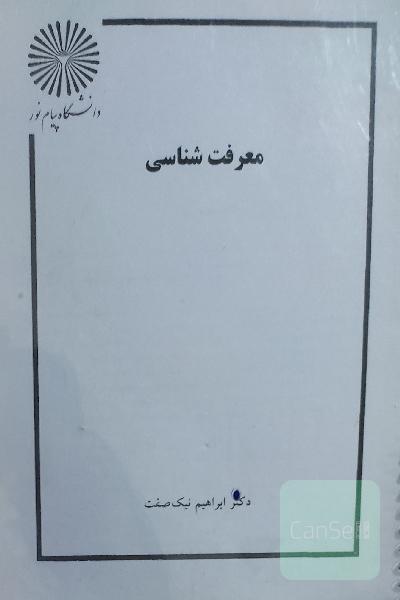 دانشگاه پیام نور
معرفت شناسی
دکتر ابراهیم نیک صفت
CanSell